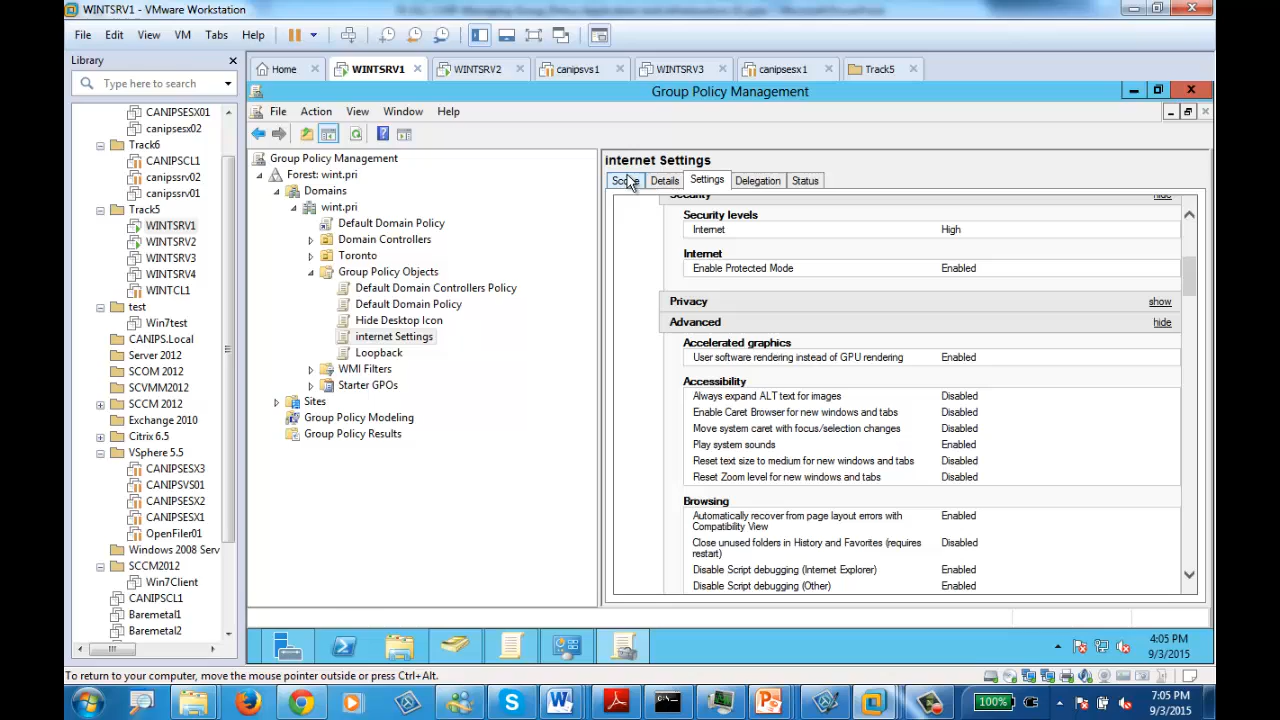 WINTSRV1 - VMware Workstation
File Edit View VM Tabs Help
Library
Type here to search
Home WINTSRV1 WINTSRV2 canipsvs1 WINTSRV3 canipsesx1 Track5
CANIPSESX01
canipsesx02
Track6
CANIPSCL1
canipssrv02
canipssrv01
Track5
WINTSRV1
WINTSRV2
WINTSRV3
WINTSRV4
WINTCL1
test
Win7test
CANIPS.Local
Server 2012
SCOM 2012
SCVMM2012
SCCM 2012
Exchange 2010
Citrix 6.5
VSphere 5.5
CANIPSESX3
CANIPSVS01
CANIPSESX2
CANIPSESX1
OpenFiler01
Windows 2008 Serv
SCCM2012
Win7Client
CANIPSCL1
Baremetal1
Baremetal2
Group Policy Management
File Action View Window Help
Group Policy Management
Forest: wint.pri
Domains
wint.pri
Default Domain Policy
Domain Controllers
Toronto
Group Policy Objects
Default Domain Controllers Policy
Default Domain Policy
Hide Desktop Icon
internet Settings
Loopback
WMI Filters
Starter GPOs
Sites
Group Policy Modeling
Group Policy Results
internet Settings
Scope Details Settings Delegation Status
Security hide
Security levels
Internet High
Internet
Enable Protected Mode Enabled
Privacy show
Advanced hide
Accelerated graphics
User software rendering instead of GPU rendering Enabled
Accessibility
Always expand ALT text for images Disabled
Enable Caret Browser for new windows and tabs Disabled
Move system caret with focus/selection changes Disabled
Play system sounds Enabled
Reset text size to medium for new windows and tabs Disabled
Reset Zoom level for new windows and tabs Disabled
Browsing
Automatically recover from page layout errors with Enabled
Compatibility View
Close unused folders in History and Favorites (requires Disabled
restart)
Disable Script debugging (Internet Explorer) Enabled
Disable Script debugging (Other) Enabled
4:05 PM
9/3/2015
To return to your computer, move the mouse pointer outside or press Ctrl+Alt.
100%
7:05 PM
9/3/2015